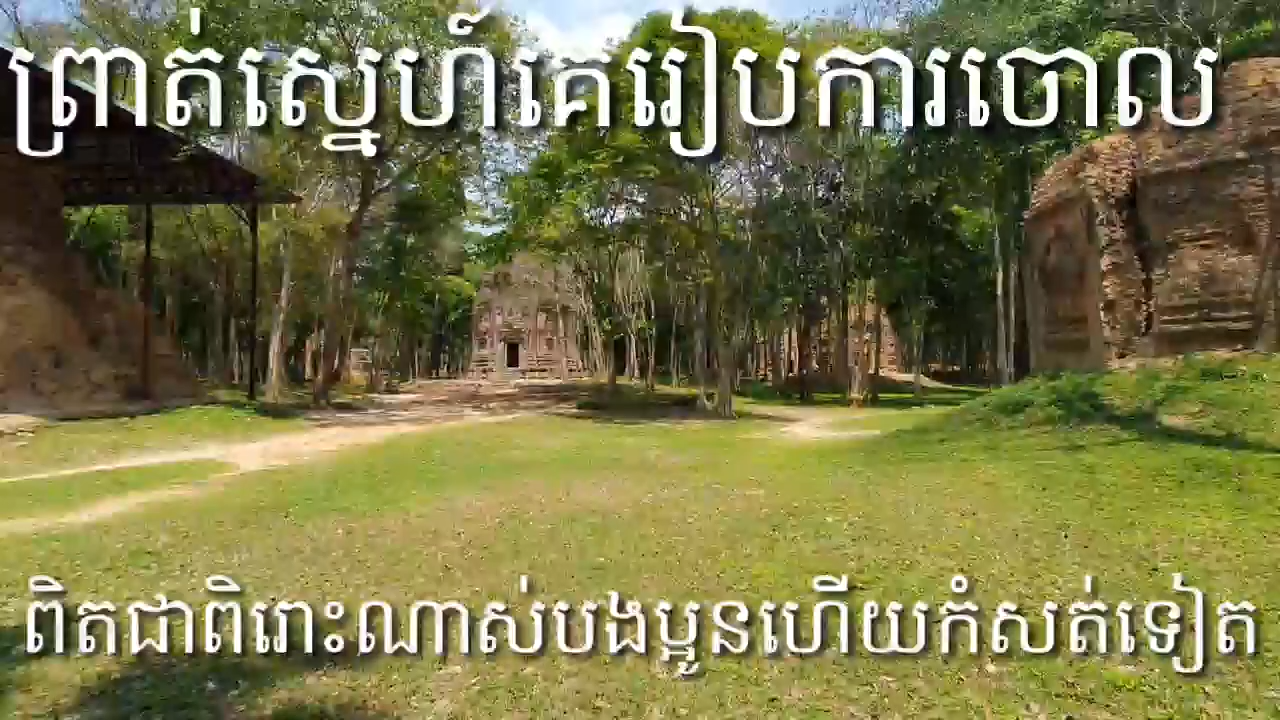 ព្រាត់ស្នេហ៍គេរៀបការចោល
ពិតជាពិរោះណាស់បងប្អូនហើយកំសត់ទៀត